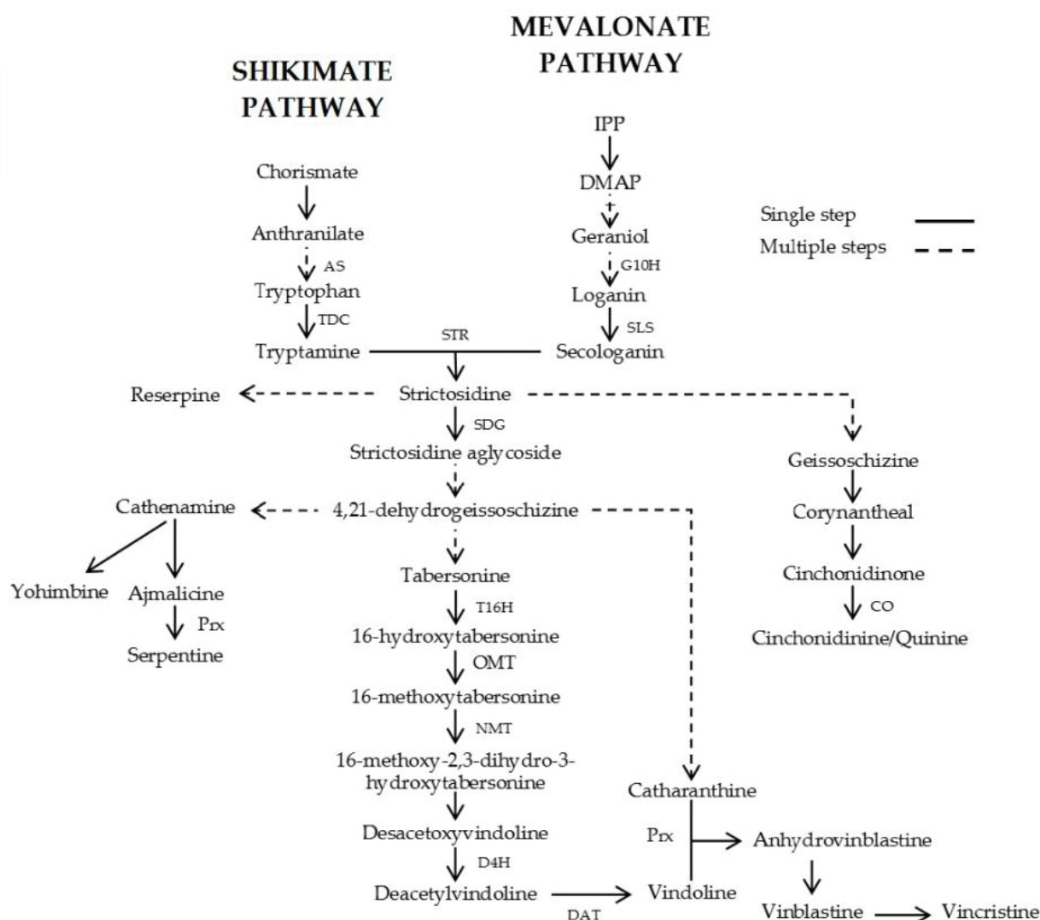 MEVALONATE
PATHWAY
SHIKIMATE
PATHWAY
IPP
Chorismate
DMAP
Single step
Anthranilate
Geraniol
Multiple steps
AS
G10H
Tryptophan
Loganin
TDC
SLS
STR
Tryptamine
Secologanin
Reserpine
Strictosidine
SDG
Strictosidine aglycoside
Geissoschizine
Cathenamine
4,21-dehydrogeissoschizine
Corynantheal
Tabersonine
Cinchonidinone
Yohimbine
Ajmalicine
T16H
CO
Prx
16-hydroxytabersonine
Cinchonidinine/Quinine
Serpentine
OMT
16-methoxytabersonine
NMT
16-methoxy-2,3-dihydro-3-
hydroxytabersonine
Catharanthine
Desacetoxyvindoline
Prx
Anhydrovinblastine
D4H
Deacetylvindoline
Vindoline
DAT
Vinblastine
Vincristine